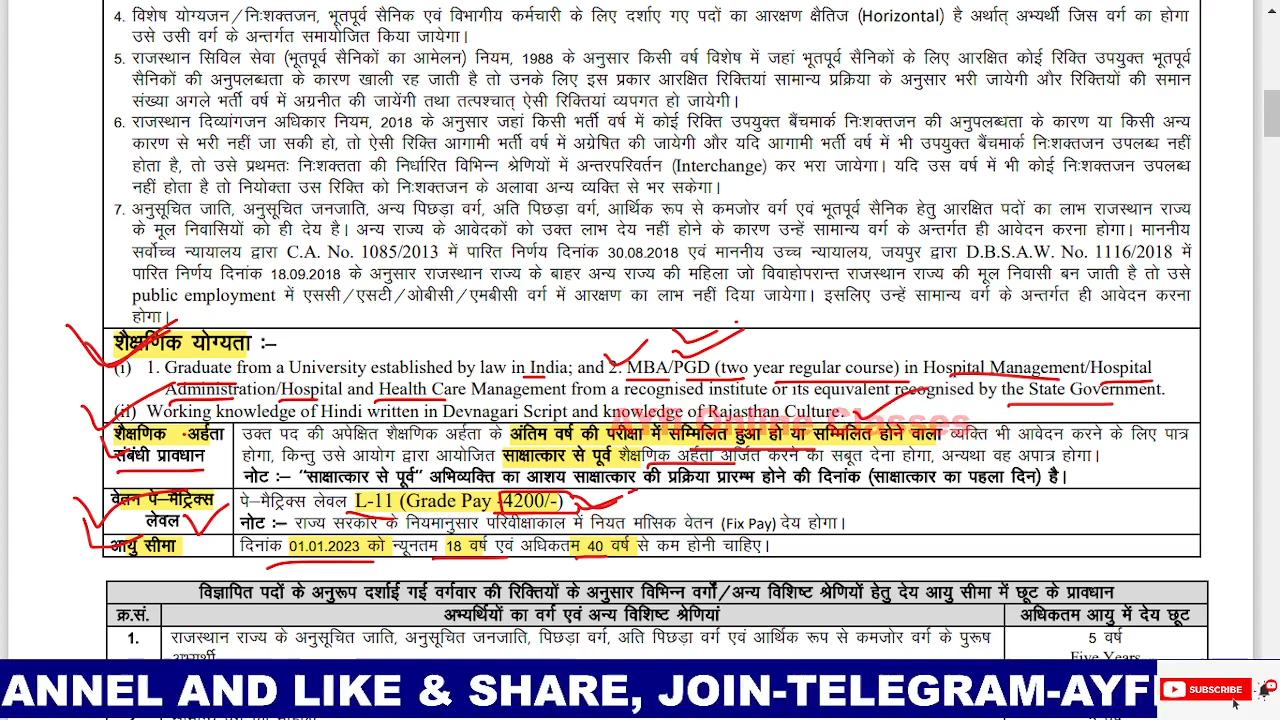 4. विशेष योग्यजन/निःशक्तजन, भूतपूर्व सैनिक एवं विभागीय कर्मचारी के लिए दर्शाए गए पदों का आरक्षण क्षैतिज (Horizontal) है अर्थात् अभ्यर्थी जिस वर्ग का होगा
उसे उसी वर्ग के अन्तर्गत समायोजित किया जायेगा।
5. राजस्थान सिविल सेवा (भूतपूर्व सैनिकों का आमेलन) नियम, 1988 के अनुसार किसी वर्ष विशेष में जहां भूतपूर्व सैनिकों के लिए आरक्षित कोई रिक्ति उपयुक्त भूतपूर्व
सैनिकों की अनुपलब्धता के कारण खाली रह जाती है तो उनके लिए इस प्रकार आरक्षित रिक्तियां सामान्य प्रक्रिया के अनुसार भरी जायेगी और रिक्तियों की समान
संख्या अगले भर्ती वर्ष में अग्रनीत की जायेंगी तथा तत्पश्चात् ऐसी रिक्तियां व्यपगत हो जायेगी।
6. राजस्थान दिव्यांगजन अधिकार नियम, 2018 के अनुसार जहां किसी भर्ती वर्ष में कोई रिक्ति उपयुक्त बैंचमार्क निःशक्तजन की अनुपलब्धता के कारण या किसी अन्य
कारण से भरी नहीं जा सकी हो, तो ऐसी रिक्ति आगामी भर्ती वर्ष में अग्रेषित की जायेगी और यदि आगामी भर्ती वर्ष में भी उपयुक्त बैंचमार्क निःशक्तजन उपलब्ध नहीं
होता है, तो उसे प्रथमतः निःशक्तता की निर्धारित विभिन्न श्रेणियों में अन्तरपरिवर्तन (Interchange) कर भरा जायेगा। यदि उस वर्ष में भी कोई निःशक्तजन उपलब्ध
नहीं होता है तो नियोक्ता उस रिक्ति को निःशक्तजन के अलावा अन्य व्यक्ति से भर सकेगा।
7. अनुसूचित जाति, अनुसूचित जनजाति, अन्य पिछड़ा वर्ग, अति पिछड़ा वर्ग, आर्थिक रूप से कमजोर वर्ग एवं भूतपूर्व सैनिक हेतु आरक्षित पदों का लाभ राजस्थान राज्य
के मूल निवासियों को ही देय है। अन्य राज्य के आवेदकों को उक्त लाभ देय नहीं होने के कारण उन्हें सामान्य वर्ग के अन्तर्गत ही आवेदन करना होगा। माननीय
सर्वोच्च न्यायालय द्वारा C.A. No. 1085/2013 में पारित निर्णय दिनांक 30.08.2018 एवं माननीय उच्च न्यायालय, जयपुर द्वारा D.B.S.A.W. No. 1116/2018 में
पारित निर्णय दिनांक 18.09.2018 के अनुसार राजस्थान राज्य के बाहर अन्य राज्य की महिला जो विवाहोपरान्त राजस्थान राज्य की मूल निवासी बन जाती है तो उसे
public employment में एससी/एसटी/ओबीसी/एमबीसी वर्ग में आरक्षण का लाभ नहीं दिया जायेगा। इसलिए उन्हें सामान्य वर्ग के अन्तर्गत ही आवेदन करना
होगा।
शैक्षणिक योग्यता :–
(i) 1. Graduate from a University established by law in India; and 2. MBA/PGD (two year regular course) in Hospital Management/Hospital
Administration/Hospital and Health Care Management from a recognised institute or its equivalent recognised by the State Government.
(ii) Working knowledge of Hindi written in Devnagari Script and knowledge of Rajasthan Culture.
AYB Online Classes
शैक्षणिक अर्हता संबंधी प्रावधान
उक्त पद की अपेक्षित शैक्षणिक अर्हता के अंतिम वर्ष की परीक्षा में सम्मिलित हुआ हो या सम्मिलित होने वाला व्यक्ति भी आवेदन करने के लिए पात्र
होगा, किन्तु उसे आयोग द्वारा आयोजित साक्षात्कार से पूर्व शैक्षणिक अर्हता अर्जित करने का सबूत देना होगा, अन्यथा वह अपात्र होगा।
नोट :– "साक्षात्कार से पूर्व" अभिव्यक्ति का आशय साक्षात्कार की प्रक्रिया प्रारम्भ होने की दिनांक (साक्षात्कार का पहला दिन) है।
वेतन पे–मैट्रिक्स लेवल
पे–मैट्रिक्स लेवल L-11 (Grade Pay -4200/-)
नोट :– राज्य सरकार के नियमानुसार परिवीक्षाकाल में नियत मासिक वेतन (Fix Pay) देय होगा।
आयु सीमा
दिनांक 01.01.2023 को न्यूनतम 18 वर्ष एवं अधिकतम 40 वर्ष से कम होनी चाहिए।
विज्ञापित पदों के अनुरूप दर्शाई गई वर्गवार की रिक्तियों के अनुसार विभिन्न वर्गों/अन्य विशिष्ट श्रेणियों हेतु देय आयु सीमा में छूट के प्रावधान
क्र.सं. अभ्यर्थियों का वर्ग एवं अन्य विशिष्ट श्रेणियां अधिकतम आयु में देय छूट
1. राजस्थान राज्य के अनुसूचित जाति, अनुसूचित जनजाति, पिछड़ा वर्ग, अति पिछड़ा वर्ग एवं आर्थिक रूप से कमजोर वर्ग के पुरूष 5 वर्ष
अभ्यर्थी Five Years
ANNEL AND LIKE & SHARE, JOIN-TELEGRAM-AYF
SUBSCRIBE